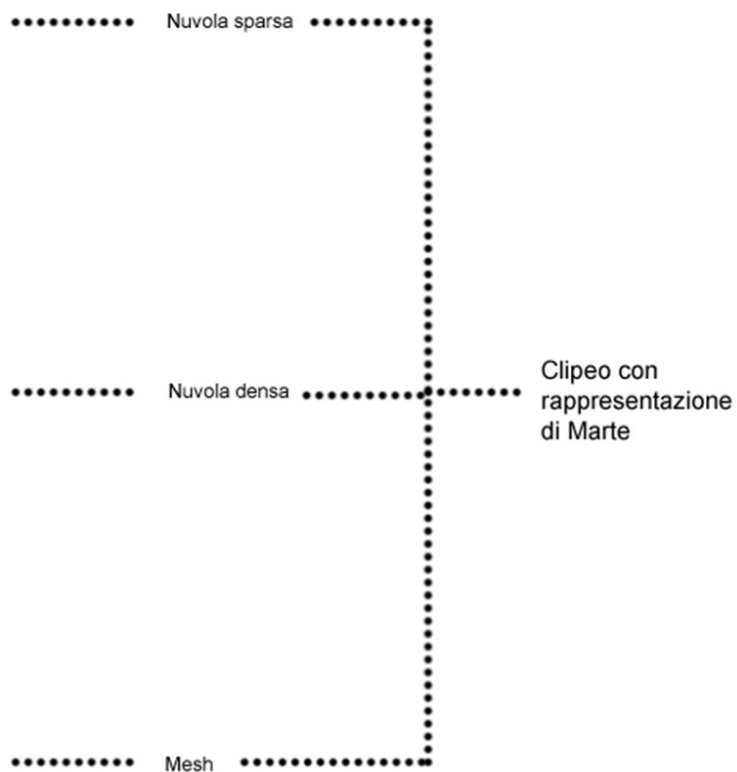 Nuvola sparsa
Nuvola densa
Clipeo con
rappresentazione
di Marte
Mesh